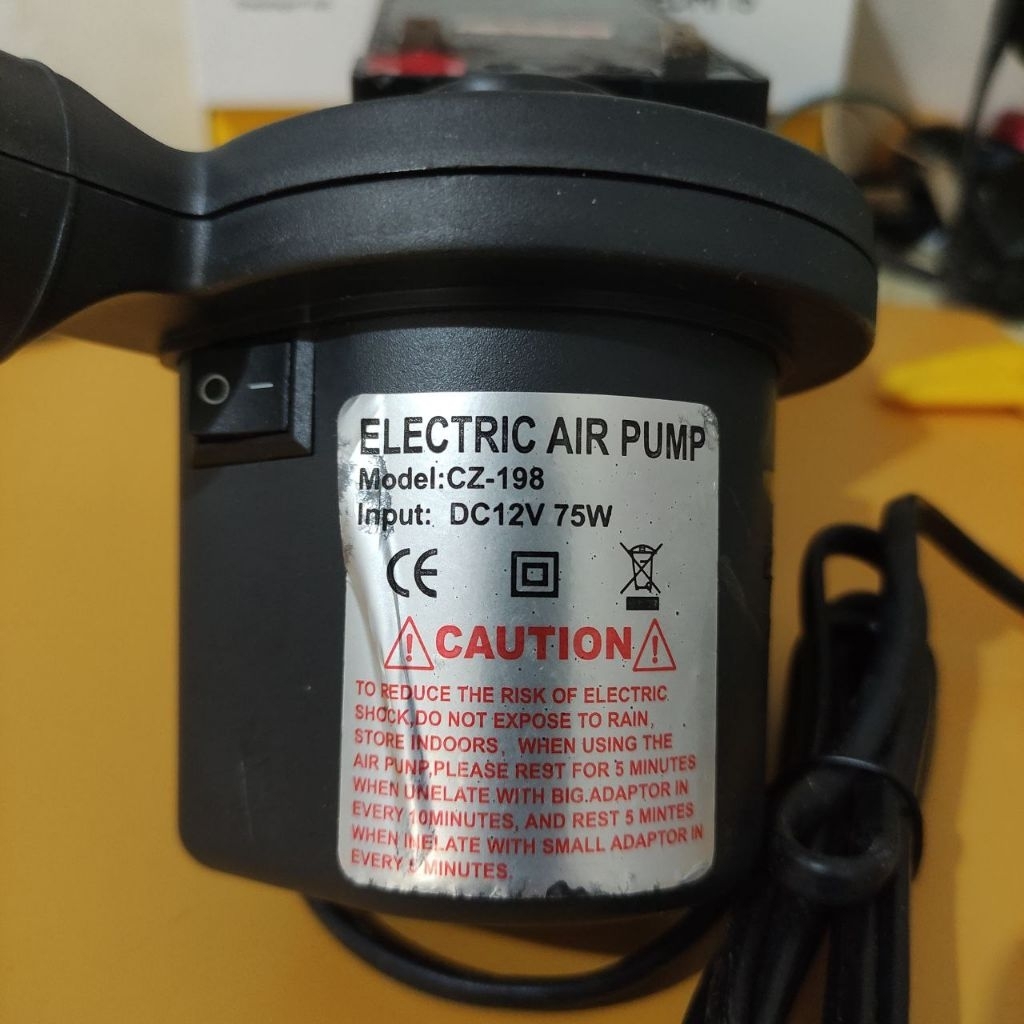 ELECTRIC AIR PUMP
Model:CZ-198
Input: DC12V 75W
CE
CAUTION
TO REDUCE THE RISK OF ELECTRIC
SHOCK,DO NOT EXPOSE TO RAIN,
STORE INDOORS, WHEN USING THE
AIR PUNP,PLEASE REST FOR 5 MINUTES
WHEN UNELATE WITH BIG.ADAPTOR IN
EVERY 10MINUTES, AND REST 5 MINTES
WHEN INELATE WITH SMALL ADAPTOR IN
EVERY 5 MINUTES.